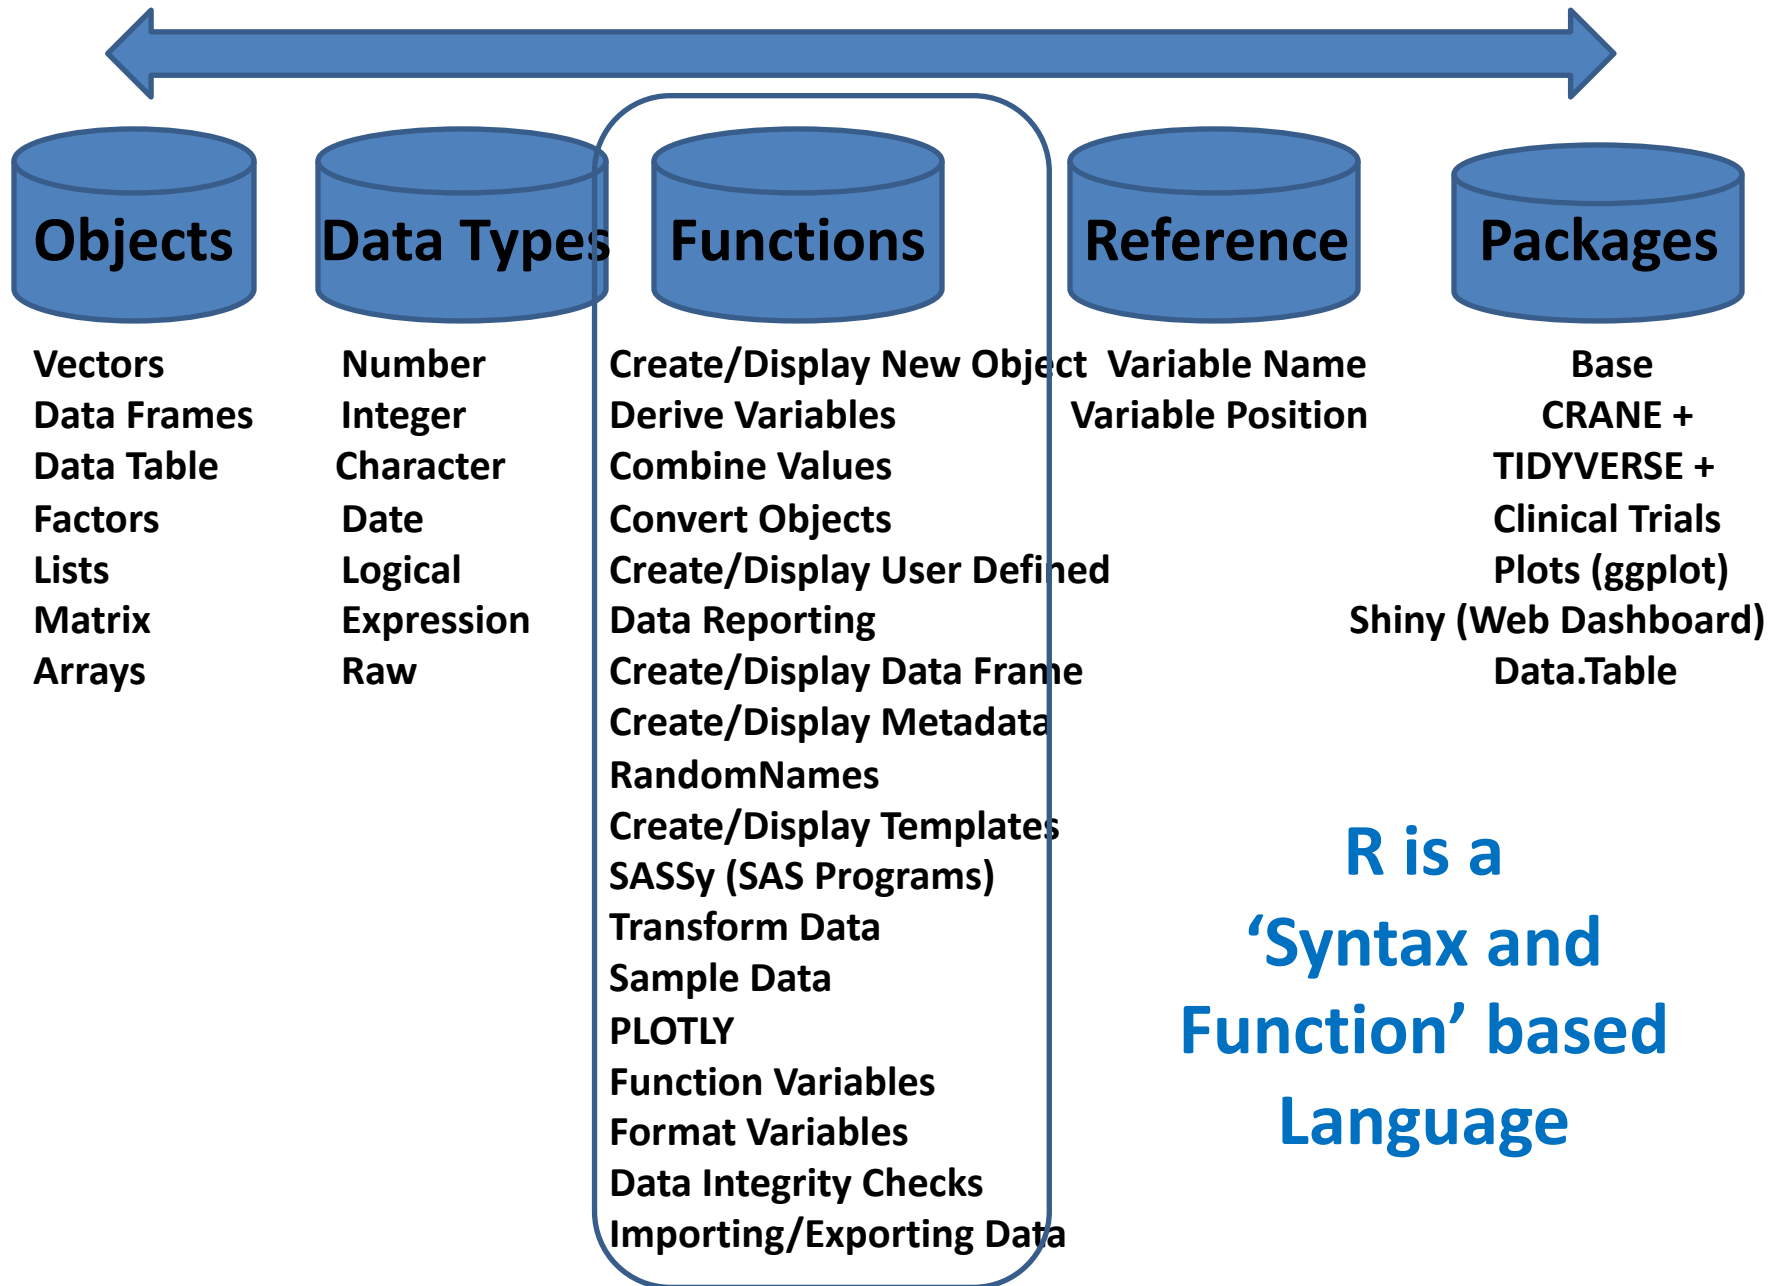 Objects
Data Types
Functions
Reference
Packages
Vectors
Data Frames
Data Table
Factors
Lists
Matrix
Arrays
Number
Integer
Character
Date
Logical
Expression
Raw
Create/Display New Object
Derive Variables
Combine Values
Convert Objects
Create/Display User Defined
Data Reporting
Create/Display Data Frame
Create/Display Metadata
RandomNames
Create/Display Templates
SASSy (SAS Programs)
Transform Data
Sample Data
PLOTLY
Function Variables
Format Variables
Data Integrity Checks
Importing/Exporting Data
Variable Name
Variable Position
Base
CRANE +
TIDYVERSE +
Clinical Trials
Plots (ggplot)
Shiny (Web Dashboard)
Data.Table
R is a
‘Syntax and
Function’ based
Language